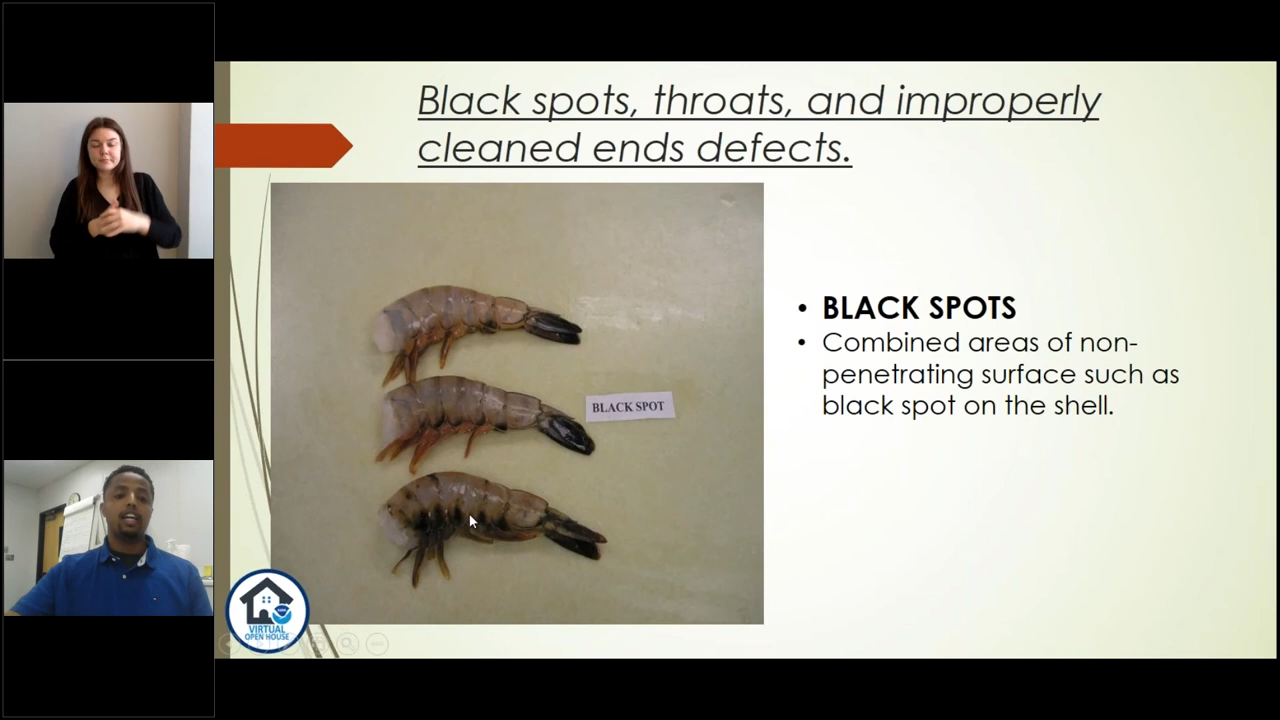 Black spots, throats, and improperly
cleaned ends defects.
BLACK SPOT
• BLACK SPOTS
• Combined areas of non-
penetrating surface such as
black spot on the shell.
VIRTUAL
OPEN HOUSE